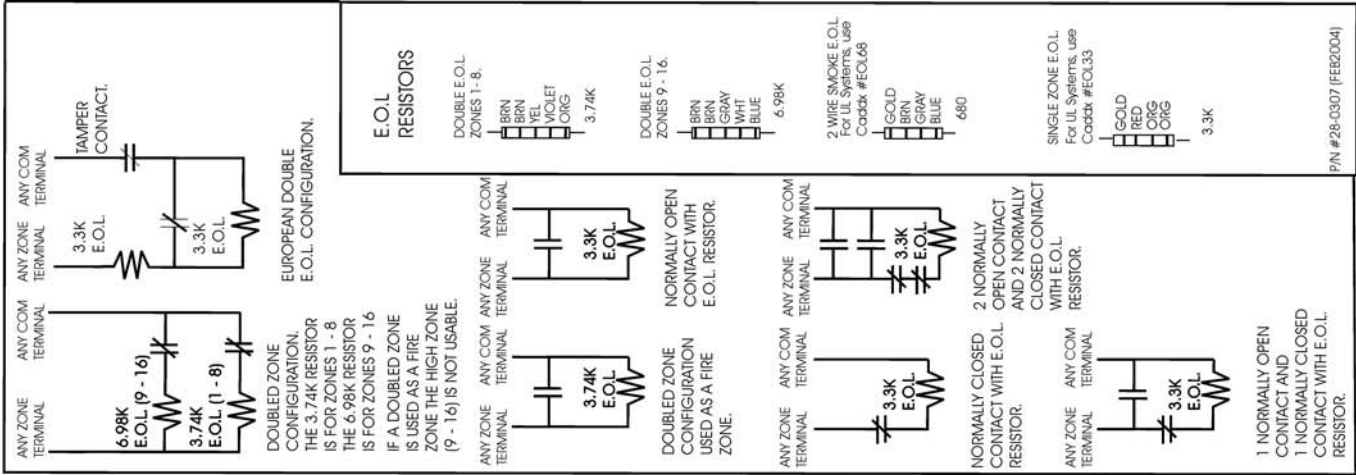 ANY ZONE
TERMINAL
ANY COM
TERMINAL
6.98K
E.O.L (9 - 16)
3.74K
E.O.L (1 - 8)
DOUBLED ZONE
CONFIGURATION.
THE 3.74K RESISTOR
IS FOR ZONES 1 - 8
THE 6.98K RESISTOR
IS FOR ZONES 9 - 16
IF A DOUBLED ZONE
IS USED AS A FIRE
ZONE THE HIGH ZONE
(9 - 16) IS NOT USABLE.
ANY ZONE
TERMINAL
ANY COM
TERMINAL
3.3K
E.O.L
TAMPER
CONTACT.
3.3K
E.O.L.
EUROPEAN DOUBLE
E.O.L. CONFIGURATION.
ANY ZONE
TERMINAL
ANY COM
TERMINAL
3.74K
E.O.L.
DOUBLED ZONE
CONFIGURATION
USED AS A FIRE
ZONE.
ANY ZONE
TERMINAL
ANY COM
TERMINAL
3.3K
E.O.L.
NORMALLY OPEN
CONTACT WITH
E.O.L. RESISTOR.
ANY ZONE
TERMINAL
ANY COM
TERMINAL
3.3K
E.O.L.
NORMALLY CLOSED
CONTACT WITH E.O.L.
RESISTOR.
ANY ZONE
TERMINAL
ANY COM
TERMINAL
3.3K
E.O.L.
2 NORMALLY
OPEN CONTACT
AND 2 NORMALLY
CLOSED CONTACT
WITH E.O.L.
RESISTOR.
ANY ZONE
TERMINAL
ANY COM
TERMINAL
3.3K
E.O.L.
1 NORMALLY OPEN
CONTACT AND
1 NORMALLY CLOSED
CONTACT WITH E.O.L.
RESISTOR.
E.O.L
RESISTORS
DOUBLE E.O.L.
ZONES 1 - 8.
BRN
BRN
YEL
VIOLET
ORG
3.74K
DOUBLE E.O.L.
ZONES 9 - 16.
BRN
BRN
GRAY
WHT
BLUE
6.98K
2 WIRE SMOKE E.O.L.
For UL Systems, use
Caddx #EOL68
GOLD
BRN
GRAY
BLUE
680
SINGLE ZONE E.O.L.
For UL Systems, use
Caddx #EOL33
GOLD
RED
ORG
ORG
3.3K
P/N #28-0307 (FEB2004)